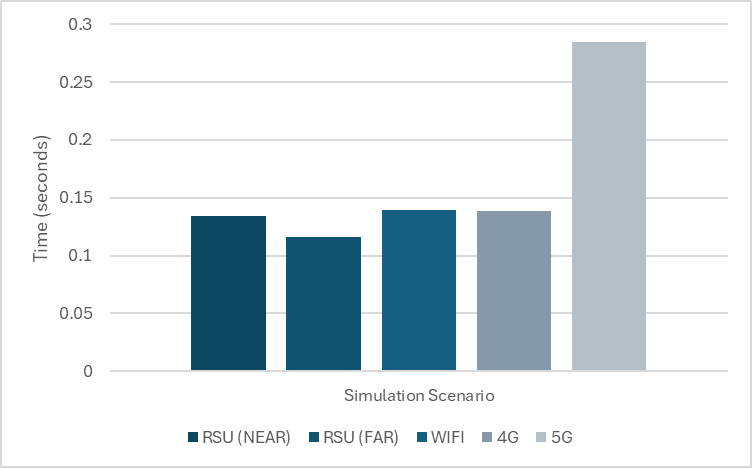 0.3
0.25
0.2
0.15
0.1
0.05
0
Time (seconds)
Simulation Scenario
RSU (NEAR) RSU (FAR) WIFI 4G 5G